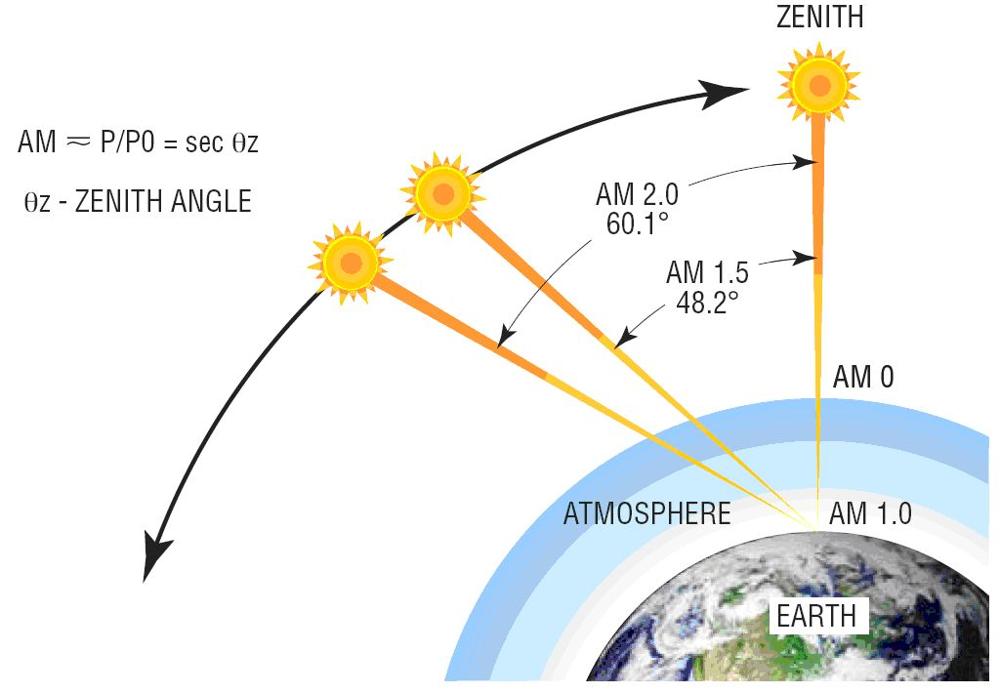 ZENITH
AM ≈ P/P0 = sec θz
θz - ZENITH ANGLE
AM 2.0
60.1°
AM 1.5
48.2°
AM 0
ATMOSPHERE
AM 1.0
EARTH